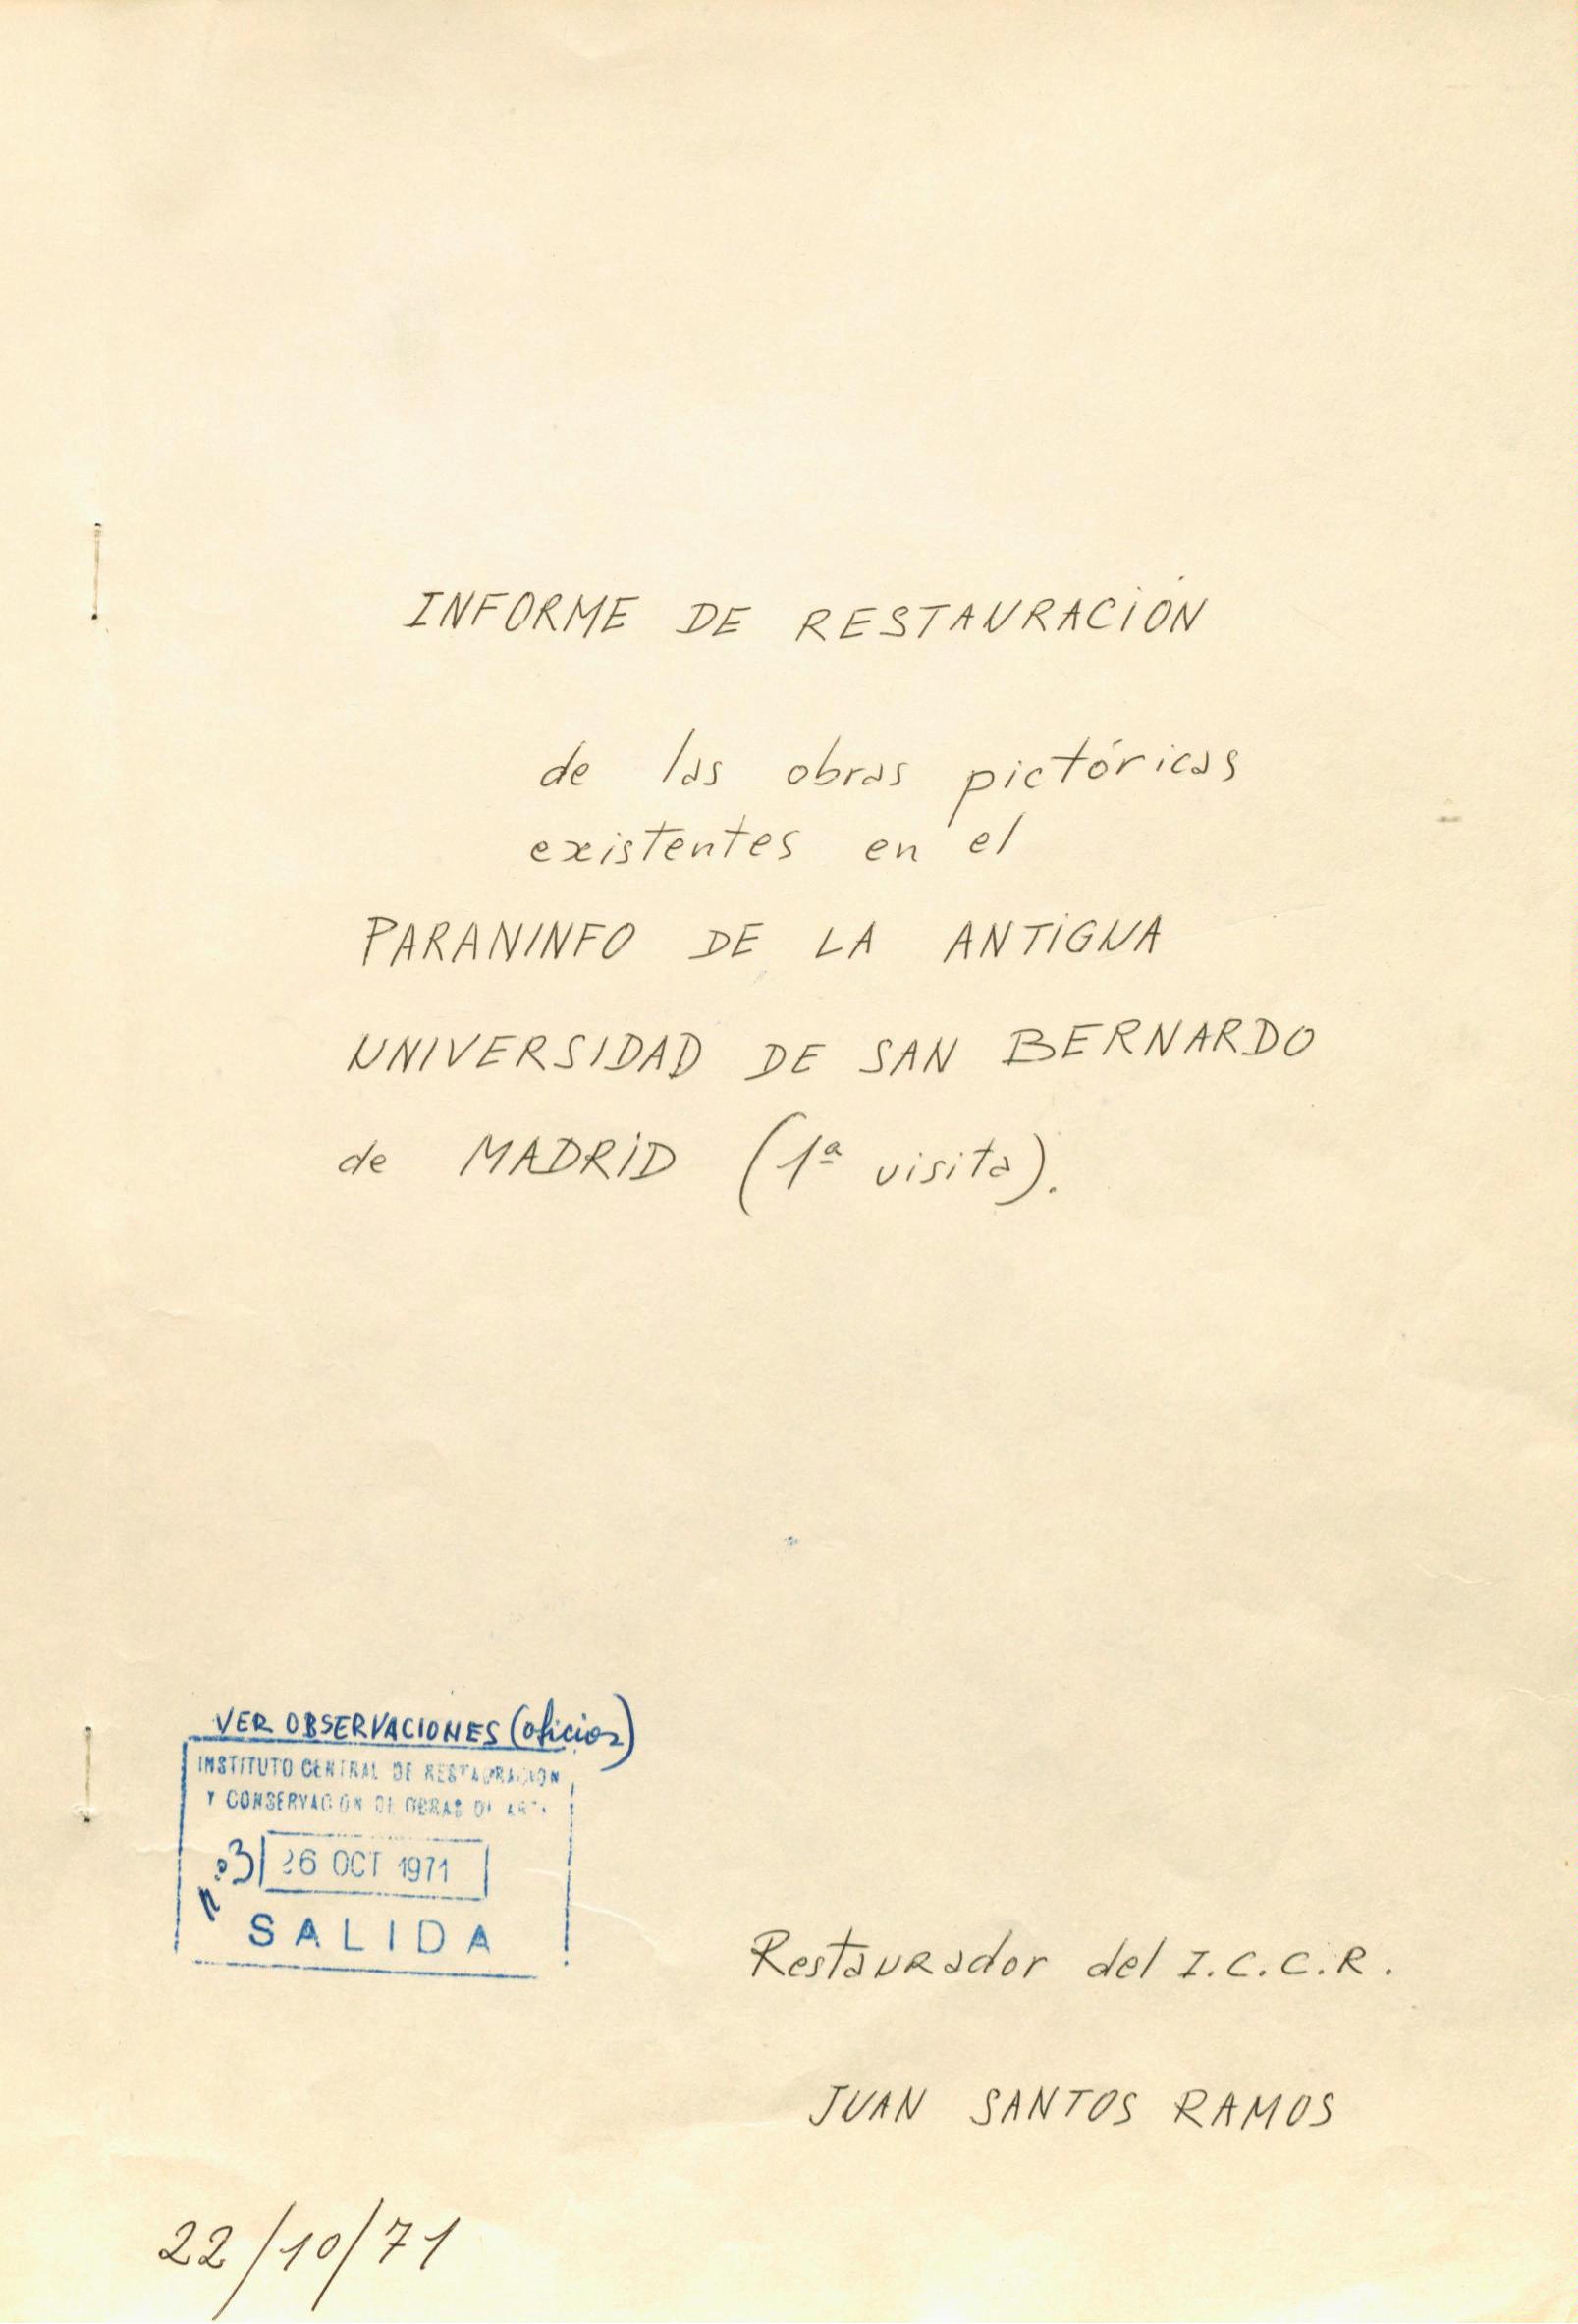 INFORME DE RESTAURACIÓN
de las obras pictóricas
existentes en el
PARANINFO DE LA ANTIGUA
UNIVERSIDAD DE SAN BERNARDO
de MADRID (1ª visita).
VER OBSERVACIONES (oficios)
INSTITUTO CENTRAL DE RESTAURACION
Y CONSERVACION DE OBRAS DE ARTE
n.º 3 26 OCT 1971
SALIDA
Restaurador del I.C.C.R.
JUAN SANTOS RAMOS
22/10/71